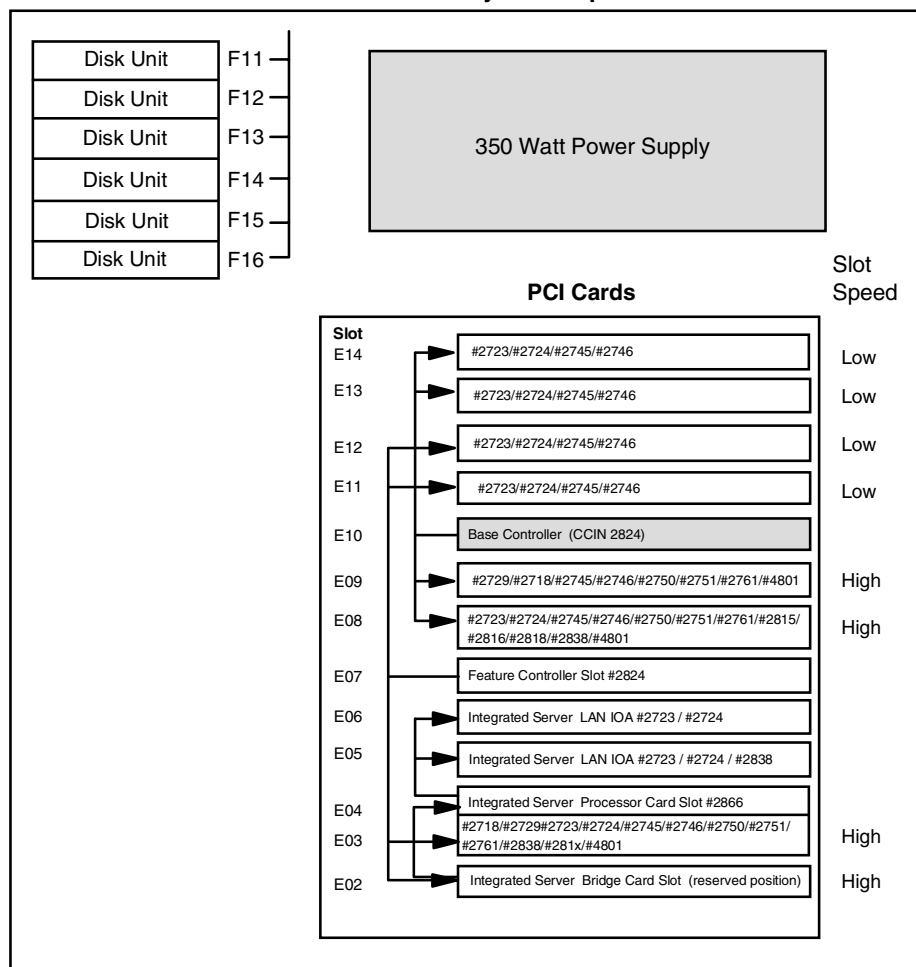 Disk Unit F11
Disk Unit F12
Disk Unit F13
Disk Unit F14
Disk Unit F15
Disk Unit F16
350 Watt Power Supply
Slot
Speed
PCI Cards
Slot
E14 #2723/#2724/#2745/#2746 Low
E13 #2723/#2724/#2745/#2746 Low
E12 #2723/#2724/#2745/#2746 Low
E11 #2723/#2724/#2745/#2746 Low
E10 Base Controller (CCIN 2824)
E09 #2729/#2718/#2745/#2746/#2750/#2751/#2761/#4801 High
E08 #2723/#2724/#2745/#2746/#2750/#2751/#2761/#2815/
#2816/#2818/#2838/#4801 High
E07 Feature Controller Slot #2824
E06 Integrated Server LAN IOA #2723 / #2724
E05 Integrated Server LAN IOA #2723 / #2724 / #2838
E04 Integrated Server Processor Card Slot #2866
E03 #2718/#2729#2723/#2724/#2745/#2746/#2750/#2751/
#2761/#2838/#281x/#4801 High
E02 Integrated Server Bridge Card Slot (reserved position) High